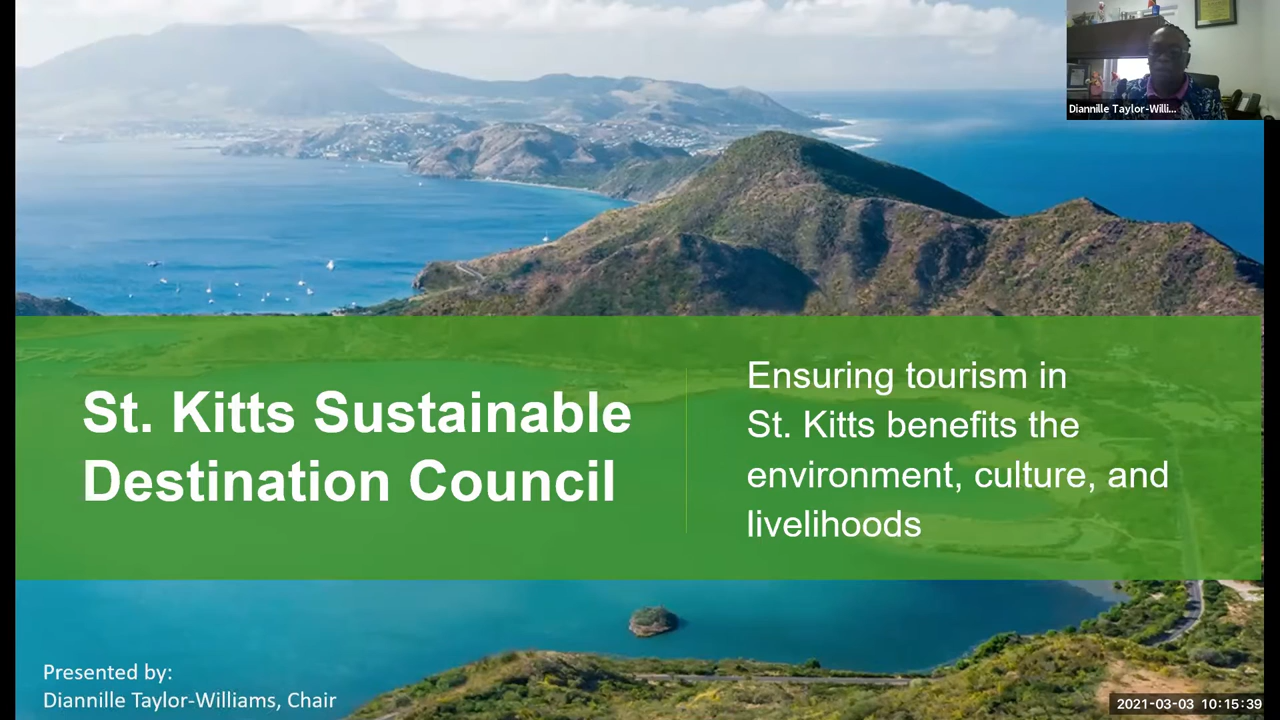 Diannille Taylor-Willi...
St. Kitts Sustainable
Destination Council
Ensuring tourism in
St. Kitts benefits the
environment, culture, and
livelihoods
Presented by:
Diannille Taylor-Williams, Chair
2021-03-03 10:15:39